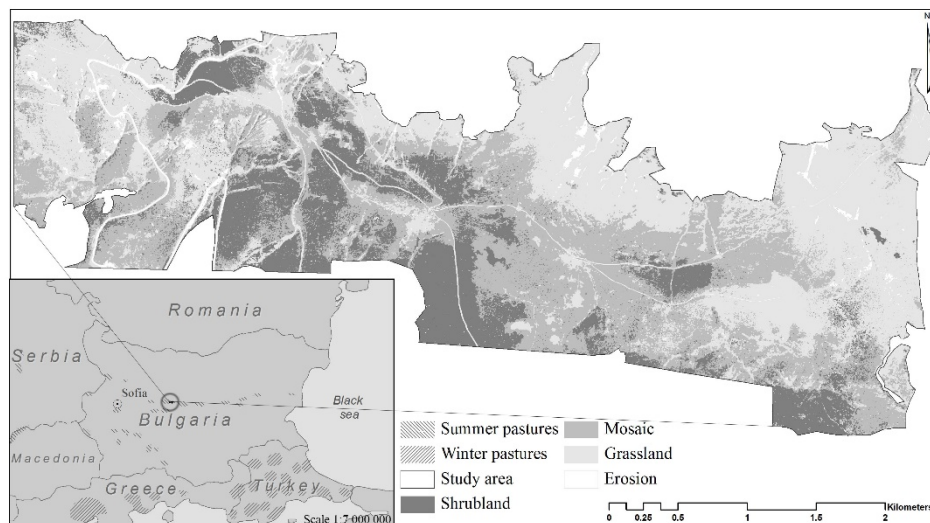 N
Romania
Serbia
Sofia
Bulgaria
Black
sea
Macedonia
Greece
Turkey
Scale 1:7 000 000
Summer pastures
Winter pastures
Study area
Shrubland
Mosaic
Grassland
Erosion
Kilometers
0 0.25 0.5 1 1.5 2